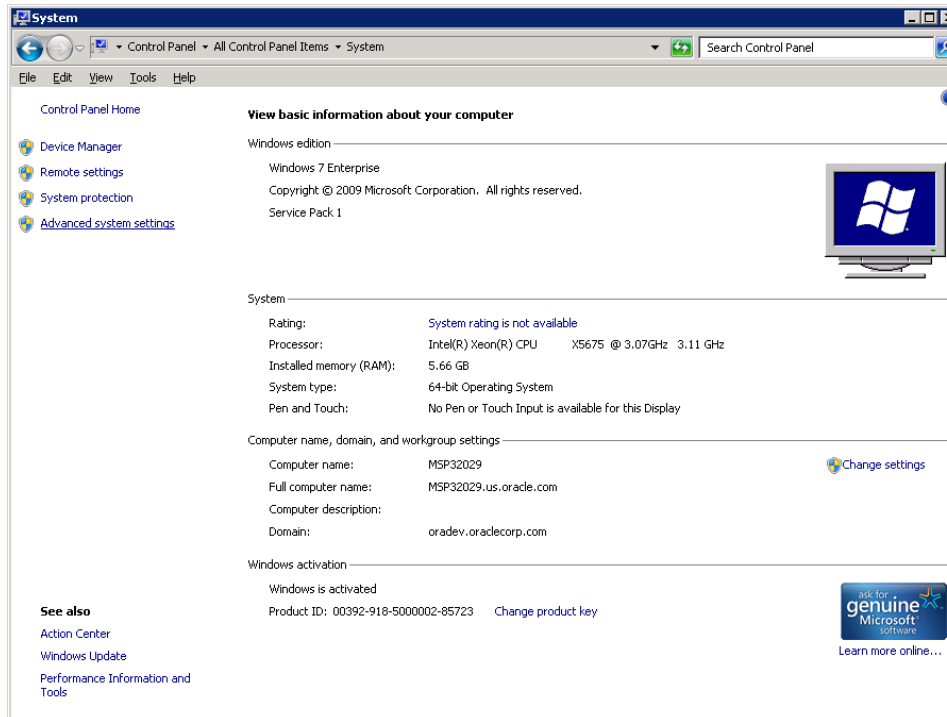 System
Control Panel All Control Panel Items System
Search Control Panel
File Edit View Tools Help
Control Panel Home
Device Manager
Remote settings
System protection
Advanced system settings
View basic information about your computer
Windows edition
Windows 7 Enterprise
Copyright © 2009 Microsoft Corporation. All rights reserved.
Service Pack 1
System
Rating: System rating is not available
Processor: Intel(R) Xeon(R) CPU X5675 @ 3.07GHz 3.11 GHz
Installed memory (RAM): 5.66 GB
System type: 64-bit Operating System
Pen and Touch: No Pen or Touch Input is available for this Display
Computer name, domain, and workgroup settings
Computer name: MSP32029
Change settings
Full computer name: MSP32029.us.oracle.com
Computer description:
Domain: oradev.oraclecorp.com
Windows activation
Windows is activated
Product ID: 00392-918-5000002-85723 Change product key
ask for
genuine
Microsoft
software
Learn more online...
See also
Action Center
Windows Update
Performance Information and
Tools